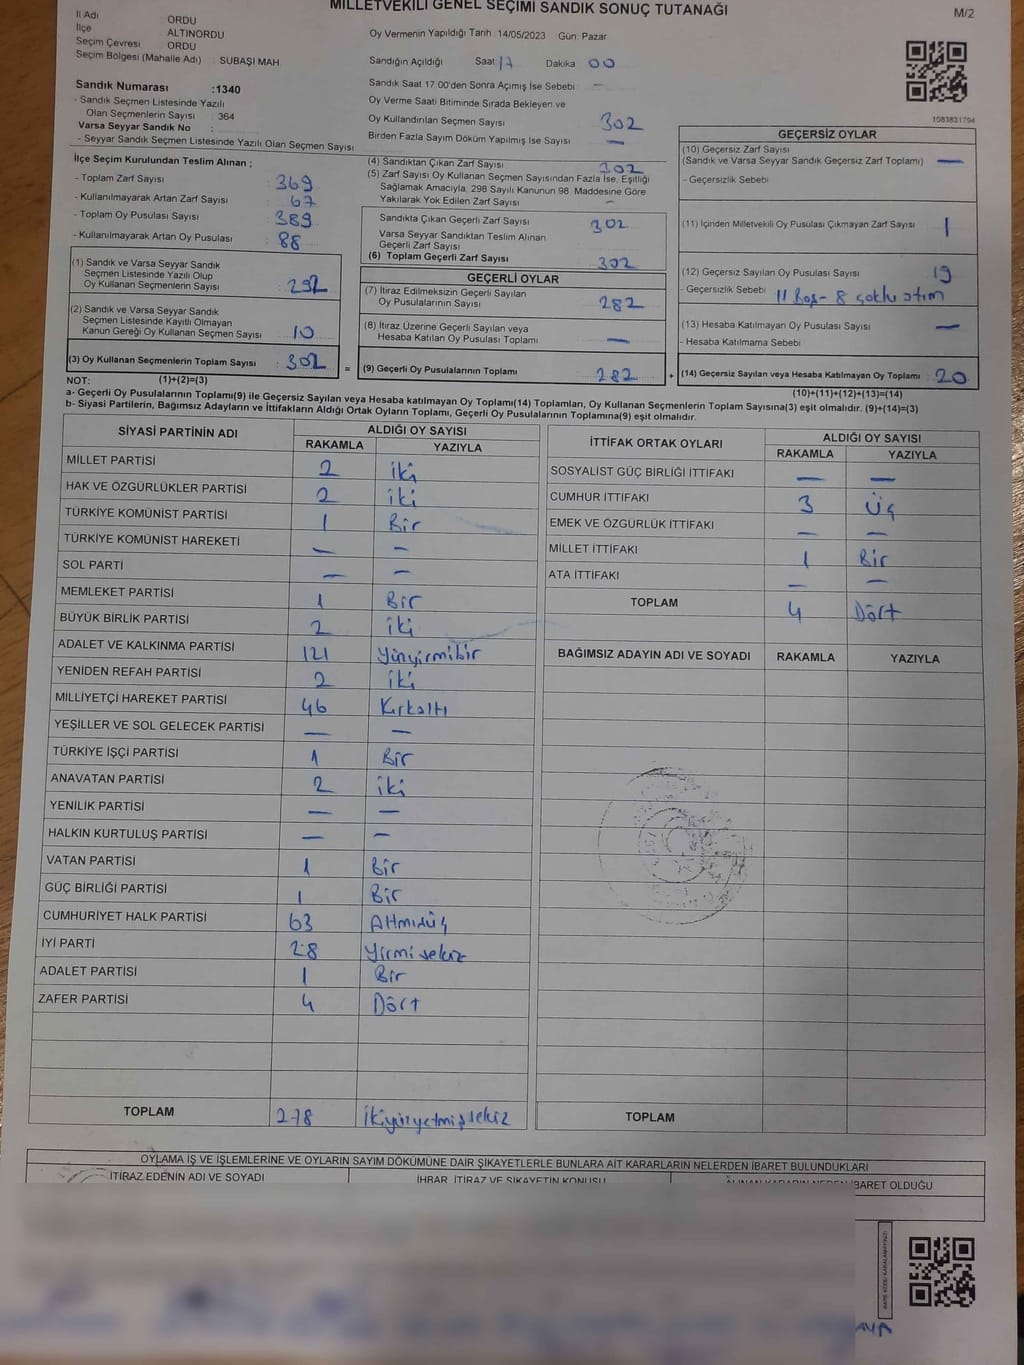 MİLLETVEKİLİ GENEL SEÇİMİ SANDIK SONUÇ TUTANAĞI
M/2
İl Adı ORDU
İlçe ALTINORDU
Seçim Çevresi ORDU
Seçim Bölgesi (Mahalle Adı) : SUBAŞI MAH.
Oy Vermenin Yapıldığı Tarih 14/05/2023 Gün: Pazar
Sandığın Açıldığı Saat 17 Dakika 00
Sandık Saat 17.00'den Sonra Açımış İse Sebebi —
Sandık Numarası :1340
- Sandık Seçmen Listesinde Yazılı
Olan Seçmenlerin Sayısı : 364
Varsa Seyyar Sandık No :
- Seyyar Sandık Seçmen Listesinde Yazılı Olan Seçmen Sayısı
Oy Verme Saati Bitiminde Sırada Bekleyen ve
Oy Kullandırılan Seçmen Sayısı 302
Birden Fazla Sayım Döküm Yapılmış İse Sayısı —
1083831794
İlçe Seçim Kurulundan Teslim Alınan ;
- Toplam Zarf Sayısı : 369
- Kullanılmayarak Artan Zarf Sayısı : 67
- Toplam Oy Pusulası Sayısı : 389
- Kullanılmayarak Artan Oy Pusulası : 88
(1) Sandık ve Varsa Seyyar Sandık
Seçmen Listesinde Yazılı Olup
Oy Kullanan Seçmenlerin Sayısı : 292
(2) Sandık ve Varsa Seyyar Sandık
Seçmen Listesinde Kayıtlı Olmayan
Kanun Gereği Oy Kullanan Seçmen Sayısı : 10
(3) Oy Kullanan Seçmenlerin Toplam Sayısı : 302
(1)+(2)=(3)
(4) Sandıktan Çıkan Zarf Sayısı 302
(5) Zarf Sayısı Oy Kullanan Seçmen Sayısından Fazla İse, Eşitliği
Sağlamak Amacıyla; 298 Sayılı Kanunun 98. Maddesine Göre
Yakılarak Yok Edilen Zarf Sayısı —
Sandıkta Çıkan Geçerli Zarf Sayısı 302
Varsa Seyyar Sandıktan Teslim Alınan
Geçerli Zarf Sayısı
(6) Toplam Geçerli Zarf Sayısı 302
GEÇERLİ OYLAR
(7) İtiraz Edilmeksizin Geçerli Sayılan
Oy Pusulalarının Sayısı : 282
(8) İtiraz Üzerine Geçerli Sayılan veya
Hesaba Katılan Oy Pusulası Toplamı : —
= (9) Geçerli Oy Pusulalarının Toplamı : 282
GEÇERSİZ OYLAR
(10) Geçersiz Zarf Sayısı
(Sandık ve Varsa Seyyar Sandık Geçersiz Zarf Toplamı) —
- Geçersizlik Sebebi
(11) İçinden Milletvekili Oy Pusulası Çıkmayan Zarf Sayısı : 1
(12) Geçersiz Sayılan Oy Pusulası Sayısı : 19
- Geçersizlik Sebebi 11 Boş - 8 çoklu atım
(13) Hesaba Katılmayan Oy Pusulası Sayısı : —
- Hesaba Katılmama Sebebi
+ (14) Geçersiz Sayılan veya Hesaba Katılmayan Oy Toplamı : 20
(10)+(11)+(12)+(13)=(14)
NOT:
a- Geçerli Oy Pusulalarının Toplamı(9) ile Geçersiz Sayılan veya Hesaba katılmayan Oy Toplamı(14) Toplamları, Oy Kullanan Seçmenlerin Toplam Sayısına(3) eşit olmalıdır. (9)+(14)=(3)
b- Siyasi Partilerin, Bağımsız Adayların ve İttifakların Aldığı Ortak Oyların Toplamı, Geçerli Oy Pusulalarının Toplamına(9) eşit olmalıdır.
SİYASİ PARTİNİN ADI ALDIĞI OY SAYISI
RAKAMLA YAZIYLA
MİLLET PARTİSİ 2 iki
HAK VE ÖZGÜRLÜKLER PARTİSİ 2 iki
TÜRKİYE KOMÜNİST PARTİSİ 1 Bir
TÜRKİYE KOMÜNİST HAREKETİ — —
SOL PARTİ — —
MEMLEKET PARTİSİ 1 Bir
BÜYÜK BİRLİK PARTİSİ 2 iki
ADALET VE KALKINMA PARTİSİ 121 Yüzyirmibir
YENİDEN REFAH PARTİSİ 2 iki
MİLLİYETÇİ HAREKET PARTİSİ 46 Kırkaltı
YEŞİLLER VE SOL GELECEK PARTİSİ — —
TÜRKİYE İŞÇİ PARTİSİ 1 Bir
ANAVATAN PARTİSİ 2 iki
YENİLİK PARTİSİ — —
HALKIN KURTULUŞ PARTİSİ — —
VATAN PARTİSİ 1 Bir
GÜÇ BİRLİĞİ PARTİSİ 1 Bir
CUMHURİYET HALK PARTİSİ 63 Altmışüç
İYİ PARTİ 28 Yirmisekiz
ADALET PARTİSİ 1 Bir
ZAFER PARTİSİ 4 Dört
TOPLAM 278 ikiyüzyetmişsekiz
İTTİFAK ORTAK OYLARI ALDIĞI OY SAYISI
RAKAMLA YAZIYLA
SOSYALİST GÜÇ BİRLİĞİ İTTİFAKI — —
CUMHUR İTTİFAKI 3 Üç
EMEK VE ÖZGÜRLÜK İTTİFAKI — —
MİLLET İTTİFAKI 1 Bir
ATA İTTİFAKI — —
TOPLAM 4 Dört
BAĞIMSIZ ADAYIN ADI VE SOYADI RAKAMLA YAZIYLA
TOPLAM
OYLAMA İŞ VE İŞLEMLERİNE VE OYLARIN SAYIM DÖKÜMÜNE DAİR ŞİKAYETLERLE BUNLARA AİT KARARLARIN NELERDEN İBARET BULUNDUKLARI
İTİRAZ EDENİN ADI VE SOYADI İHBAR, İTİRAZ VE ŞİKAYETİN KONUSU ALINAN KARARIN NEDEN İBARET OLDUĞU